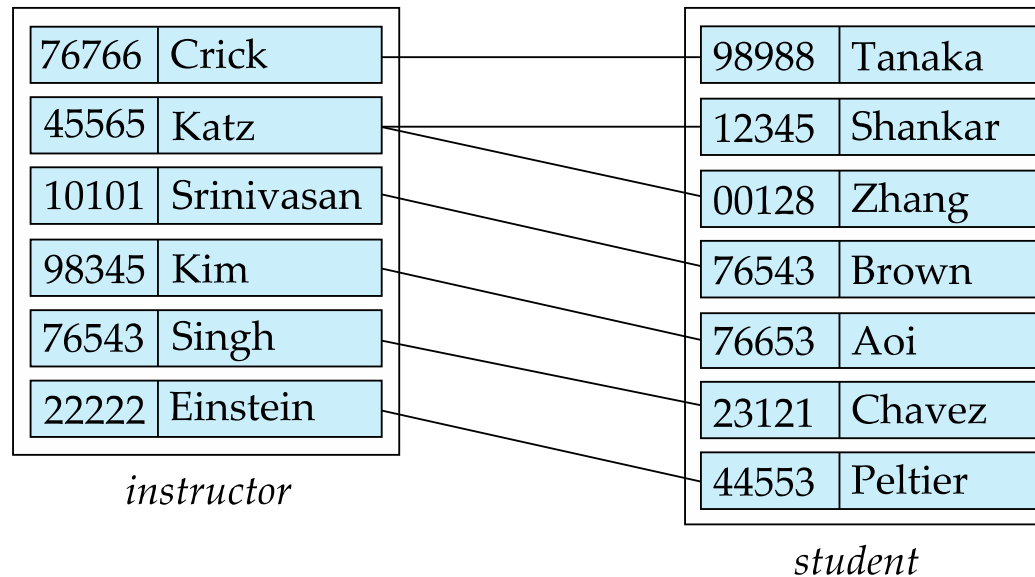 76766 Crick
45565 Katz
10101 Srinivasan
98345 Kim
76543 Singh
22222 Einstein
instructor
98988 Tanaka
12345 Shankar
00128 Zhang
76543 Brown
76653 Aoi
23121 Chavez
44553 Peltier
student